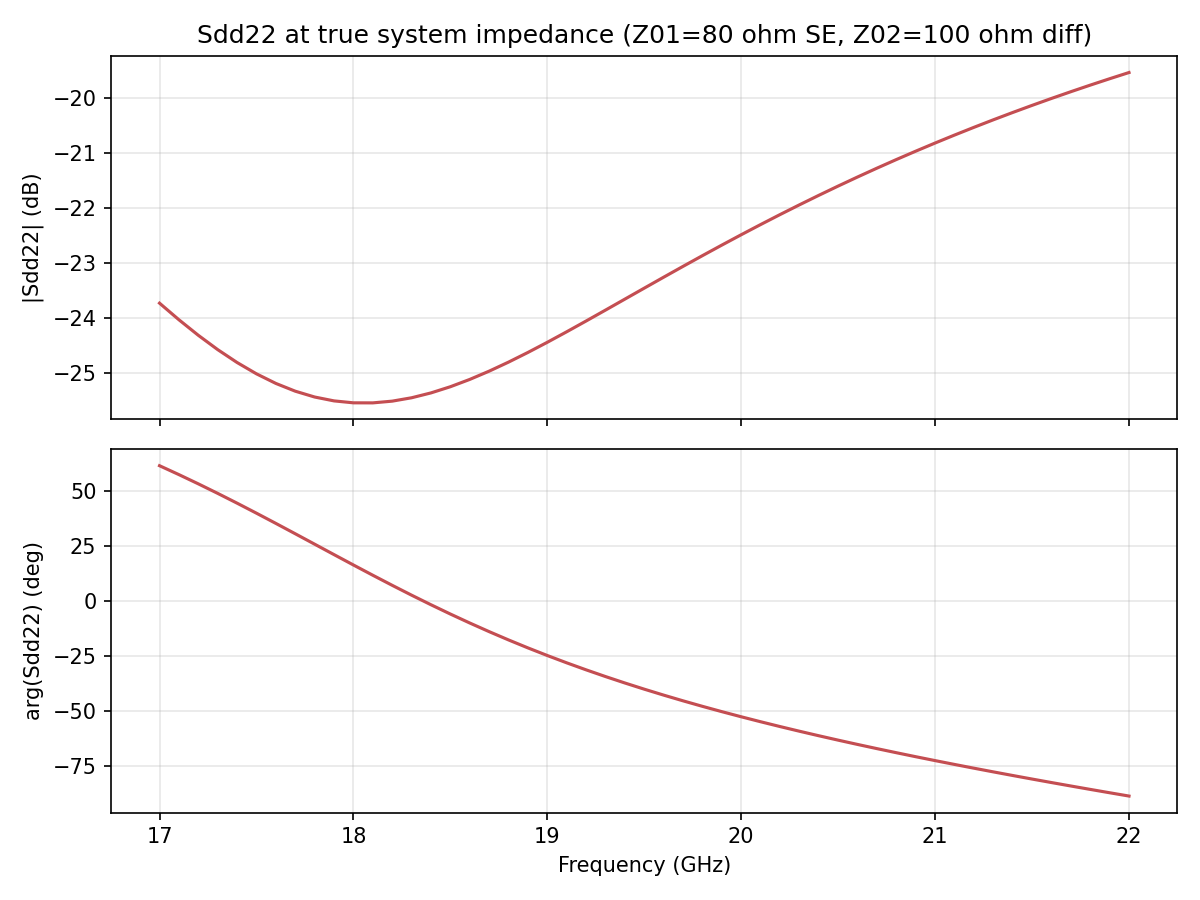 Sdd22 at true system impedance (Z01=80 ohm SE, Z02=100 ohm diff)
|Sdd22| (dB)
−20
−21
−22
−23
−24
−25
arg(Sdd22) (deg)
50
25
0
−25
−50
−75
17 18 19 20 21 22
Frequency (GHz)